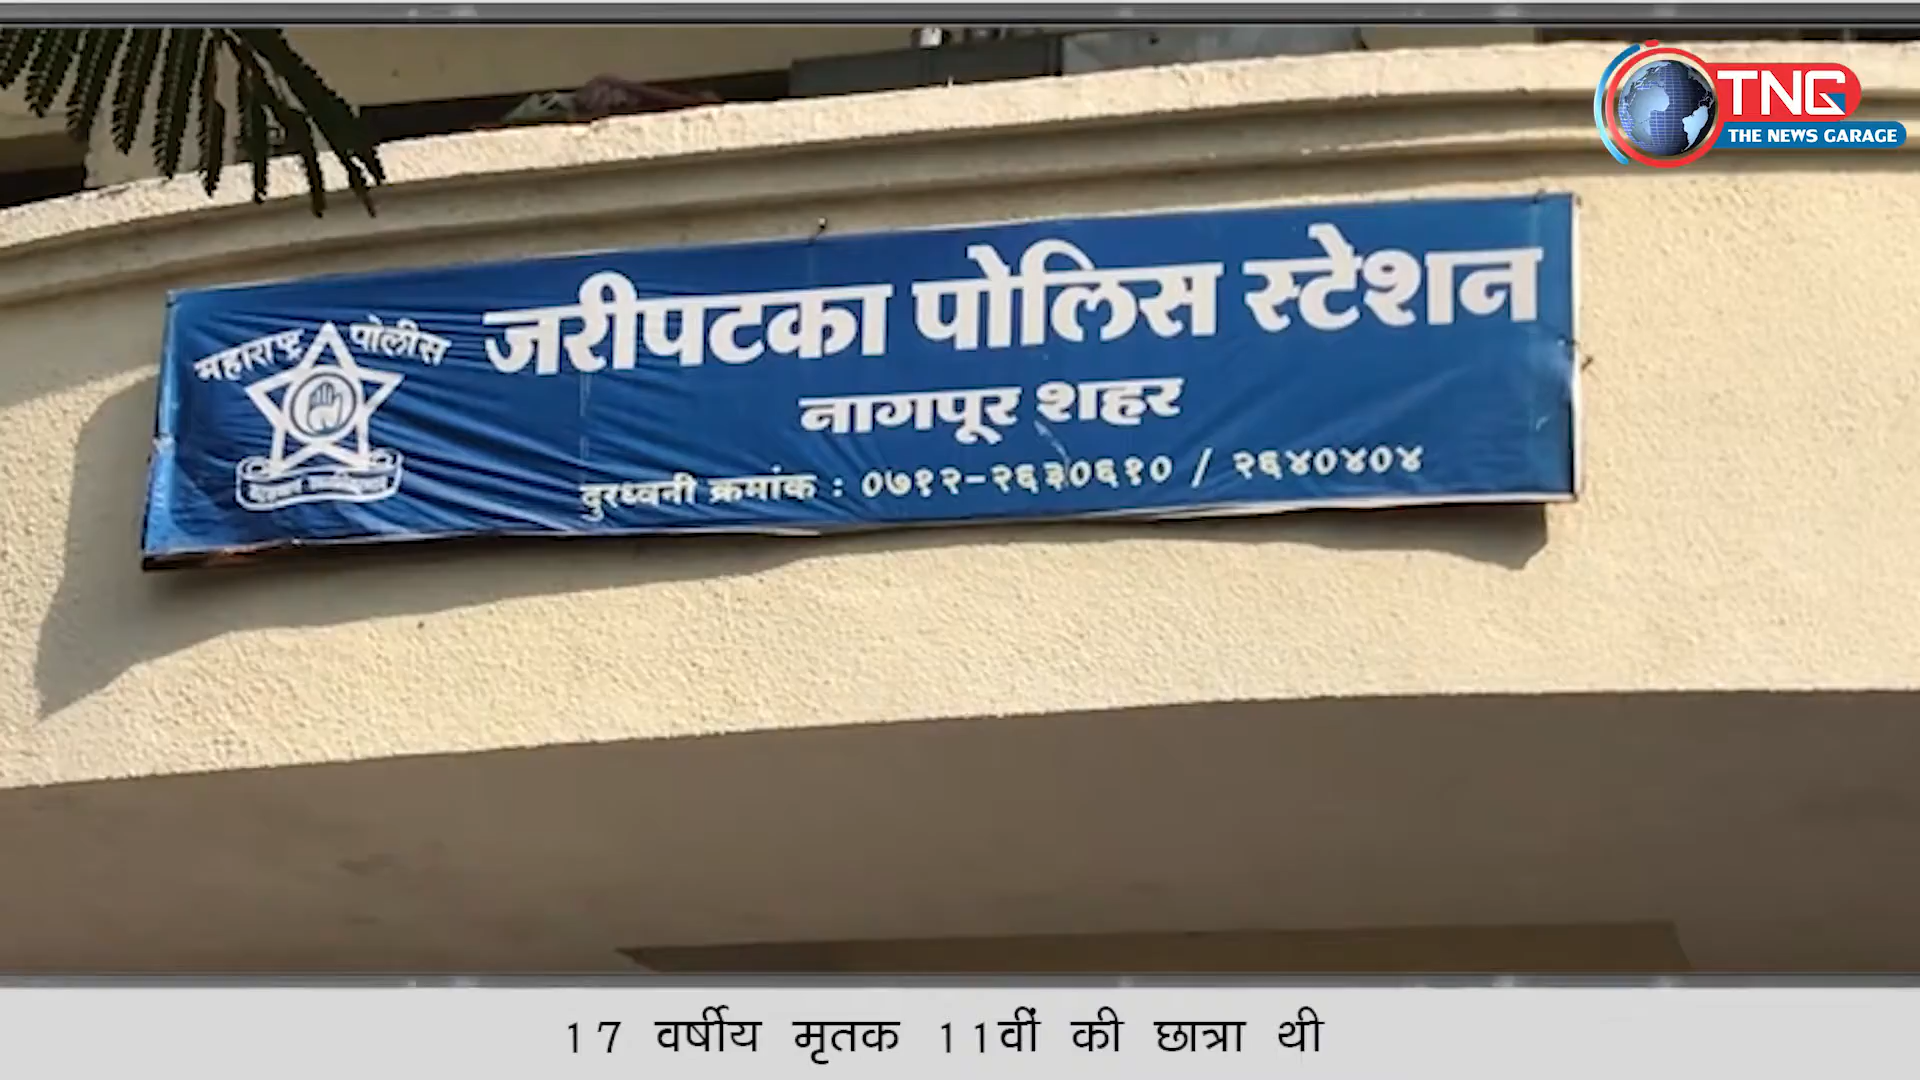 TNG
THE NEWS GARAGE
महाराष्ट्र पोलीस
जरीपटका पोलिस स्टेशन
नागपूर शहर
दुरध्वनी क्रमांक : ०७१२-२६३०६१० / २६४०४०४
17 वर्षीय मृतक 11वीं की छात्रा थी